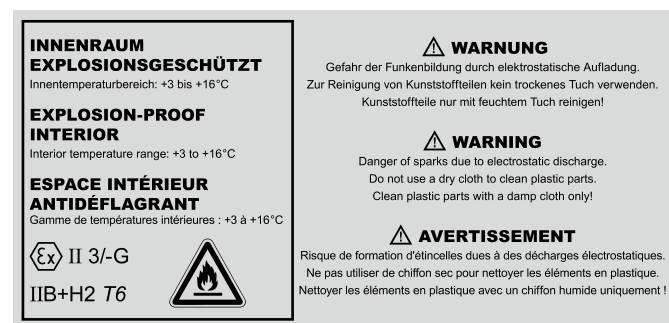 INNENRAUM
EXPLOSIONSGESCHÜTZT
Innentemperaturbereich: +3 bis +16°C
EXPLOSION-PROOF
INTERIOR
Interior temperature range: +3 to +16°C
ESPACE INTÉRIEUR
ANTIDÉFLAGRANT
Gamme de températures intérieures : +3 à +16°C
Ex II 3/-G
IIB+H2 T6
WARNUNG
Gefahr der Funkenbildung durch elektrostatische Aufladung.
Zur Reinigung von Kunststoffteilen kein trockenes Tuch verwenden.
Kunststoffteile nur mit feuchtem Tuch reinigen!
WARNING
Danger of sparks due to electrostatic discharge.
Do not use a dry cloth to clean plastic parts.
Clean plastic parts with a damp cloth only!
AVERTISSEMENT
Risque de formation d'étincelles dues à des décharges électrostatiques.
Ne pas utiliser de chiffon sec pour nettoyer les éléments en plastique.
Nettoyer les éléments en plastique avec un chiffon humide uniquement !